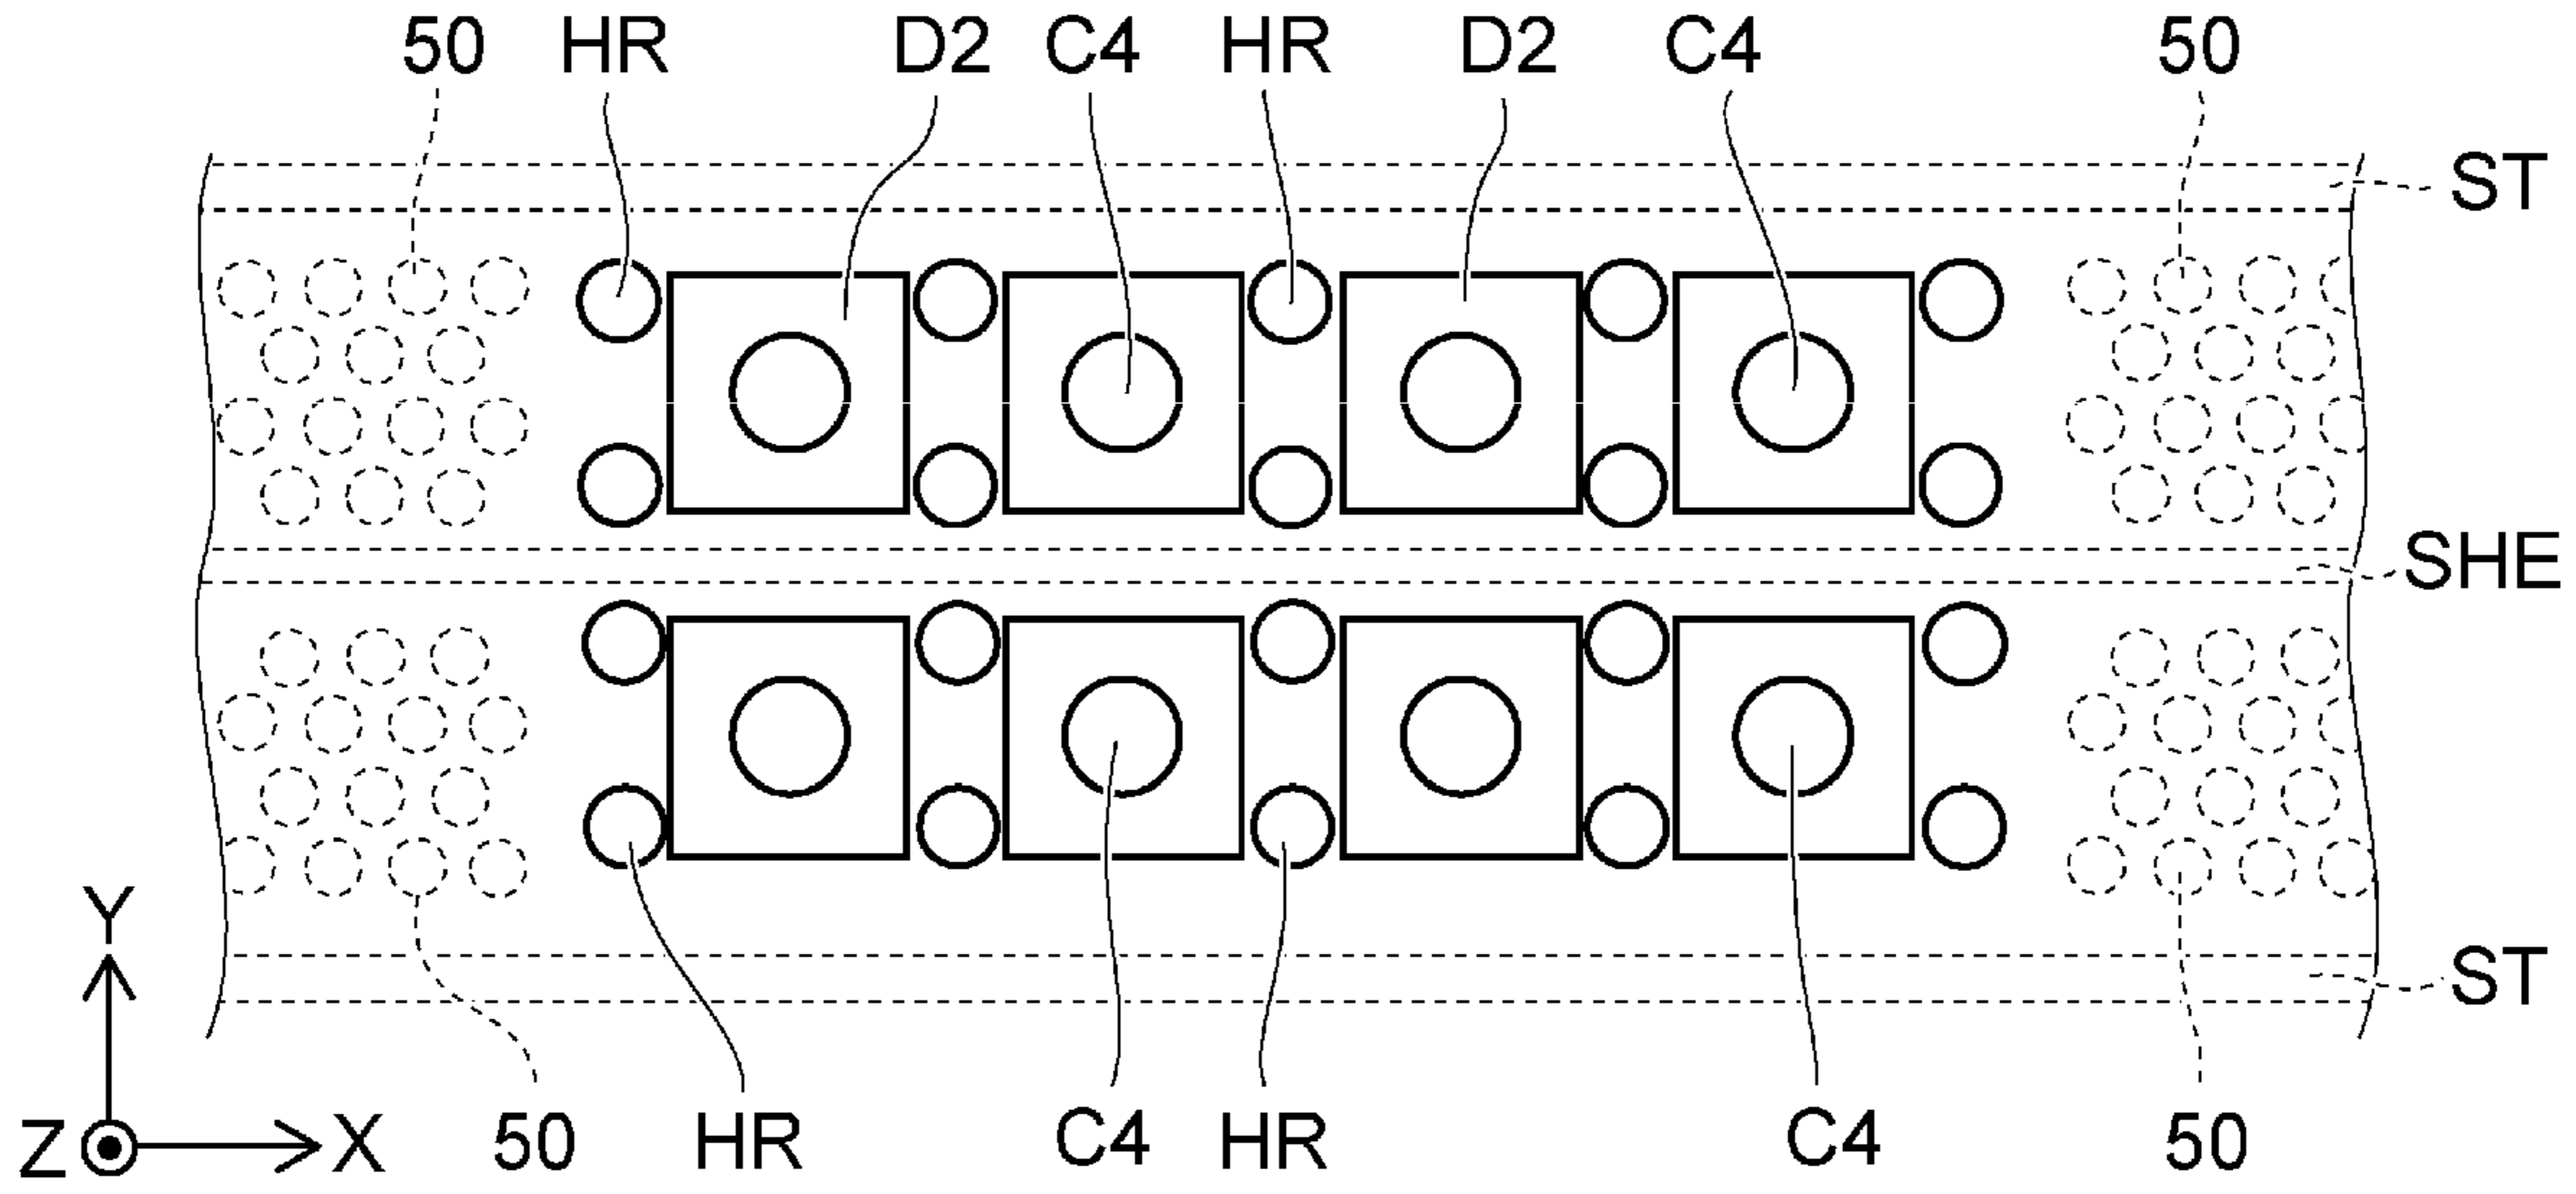 50 HR D2 C4 HR D2 C4 50
ST
SHE
Y
ST
Z X 50 HR C4 HR C4 50